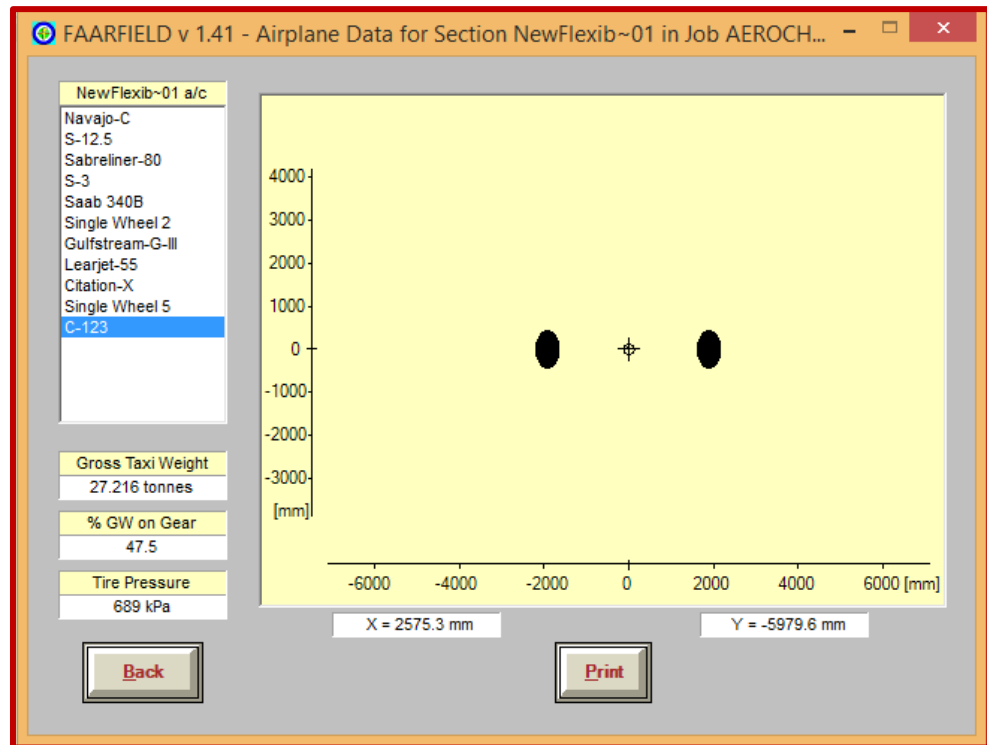 FAARFIELD v 1.41 - Airplane Data for Section NewFlexib~01 in Job AEROCH...
NewFlexib~01 a/c
Navajo-C
S-12.5
Sabreliner-80
S-3
Saab 340B
Single Wheel 2
Gulfstream-G-III
Learjet-55
Citation-X
Single Wheel 5
C-123
Gross Taxi Weight
27.216 tonnes
% GW on Gear
47.5
Tire Pressure
689 kPa
4000
3000
2000
1000
0
-1000
-2000
-3000
[mm]
-6000 -4000 -2000 0 2000 4000 6000 [mm]
X = 2575.3 mm Y = -5979.6 mm
Back Print